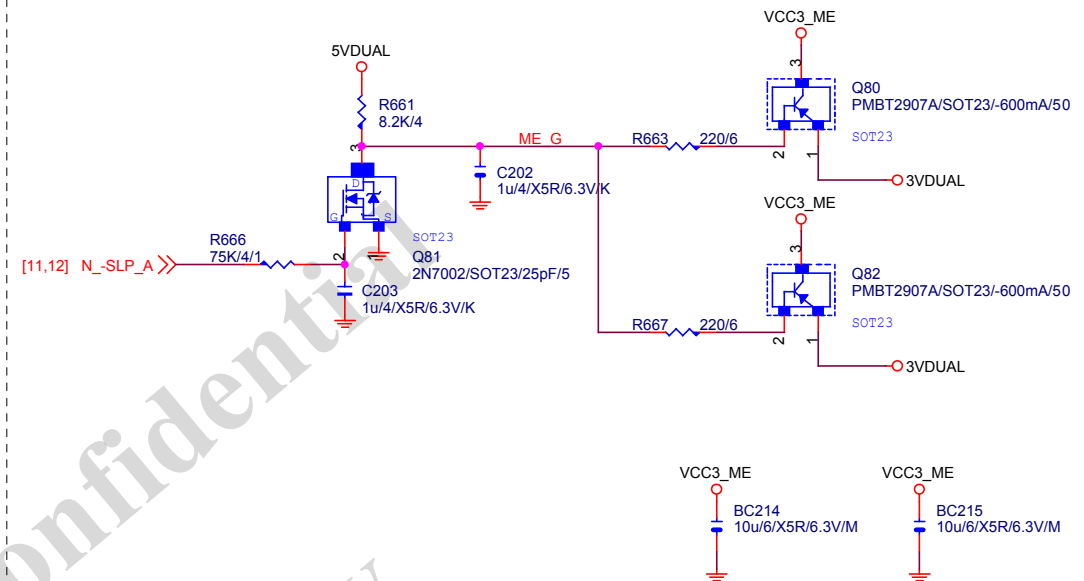 VCC3_ME
5VDUAL
3
Q80
PMBT2907A/SOT23/-600mA/50
SOT23
R661
8.2K/4
3
ME_G
R663
220/6
2
1
C202
1u/4/X5R/6.3V/K
3VDUAL
D
G
S
VCC3_ME
SOT23
Q81
2N7002/SOT23/25pF/5
R666
75K/4/1
2
1
3
[11,12] N_-SLP_A
C203
1u/4/X5R/6.3V/K
Q82
PMBT2907A/SOT23/-600mA/50
SOT23
R667
220/6
2
1
3VDUAL
onfidential
VCC3_ME
VCC3_ME
BC214
10u/6/X5R/6.3V/M
BC215
10u/6/X5R/6.3V/M